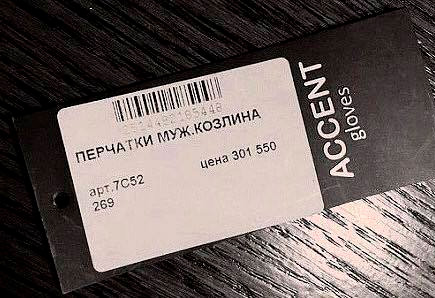 ПЕРЧАТКИ МУЖ.КОЗЛИНА
цена 301 550
арт.7С52
269
ACCENT
gloves